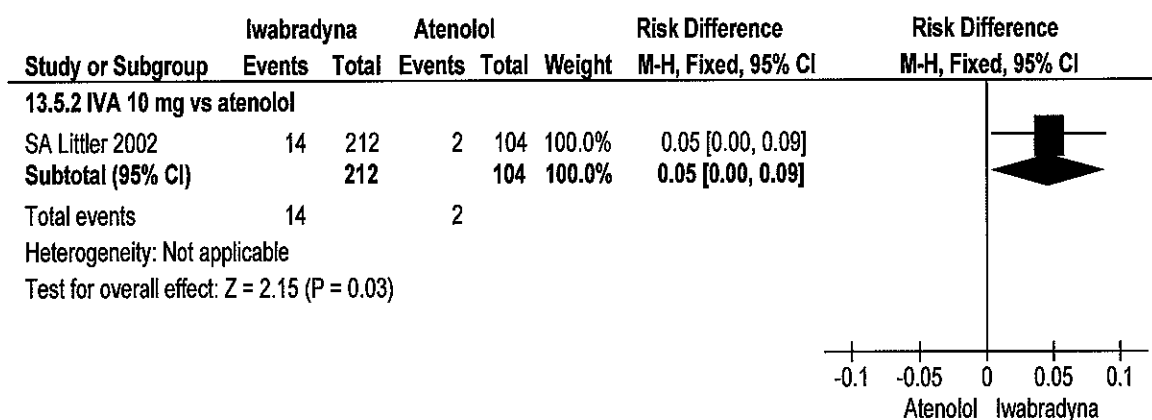 Iwabradyna Atenolol Risk Difference Risk Difference
Study or Subgroup Events Total Events Total Weight M-H, Fixed, 95% CI M-H, Fixed, 95% CI
13.5.2 IVA 10 mg vs atenolol
SA Littler 2002 14 212 2 104 100.0% 0.05 [0.00, 0.09]
Subtotal (95% CI) 212 104 100.0% 0.05 [0.00, 0.09]
Total events 14 2
Heterogeneity: Not applicable
Test for overall effect: Z = 2.15 (P = 0.03)
-0.1 -0.05 0 0.05 0.1
Atenolol Iwabradyna